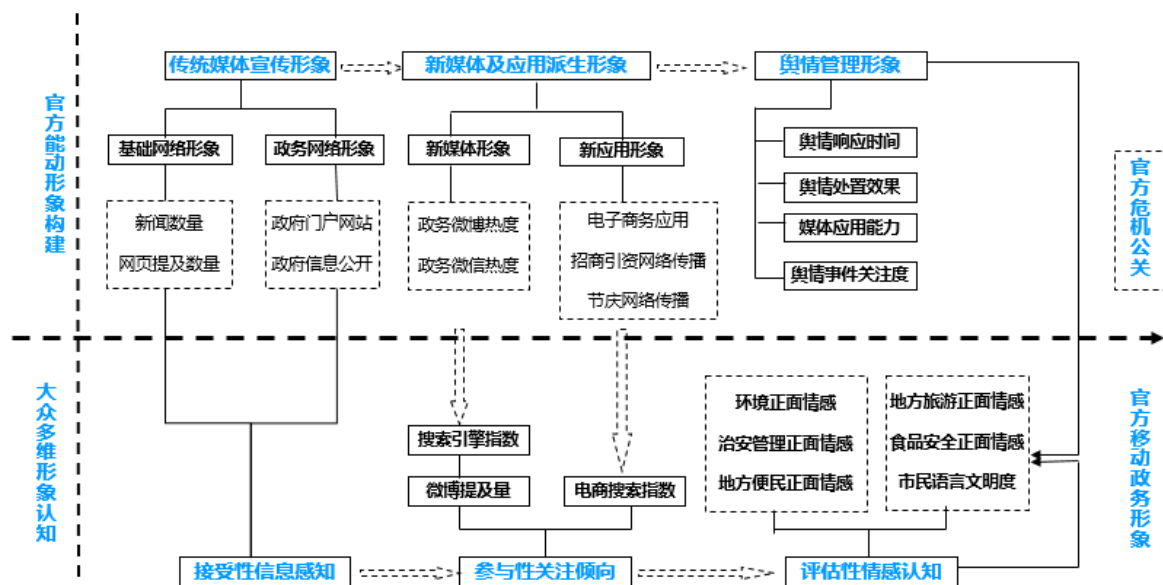 传统媒体宣传形象
新媒体及应用派生形象
舆情管理形象
官方能动形象构建
基础网络形象
政务网络形象
新媒体形象
新应用形象
舆情响应时间
舆情处置效果
媒体应用能力
舆情事件关注度
官方危机公关
新闻数量
网页提及数量
政府门户网站
政府信息公开
政务微博热度
政务微信热度
电子商务应用
招商引资网络传播
节庆网络传播
大众多维形象认知
搜索引擎指数
微博提及量
电商搜索指数
环境正面情感
治安管理正面情感
地方便民正面情感
地方旅游正面情感
食品安全正面情感
市民语言文明度
官方移动政务形象
接受性信息感知
参与性关注倾向
评估性情感认知